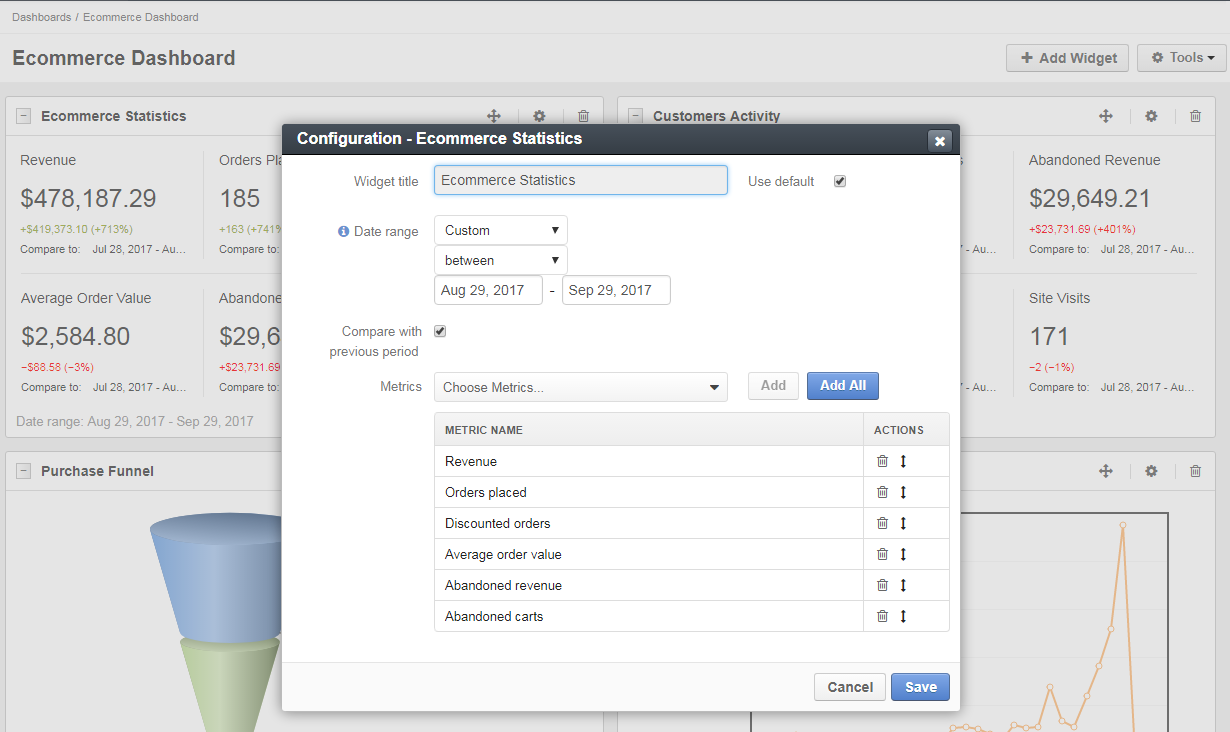 Dashboards / Ecommerce Dashboard
Ecommerce Dashboard
+ Add Widget
Tools
Ecommerce Statistics
Customers Activity
Revenue
$478,187.29
+$419,373.10 (+713%)
Compare to: Jul 28, 2017 - Au...
185
+163 (+741%
Compare to:
Abandoned Revenue
$29,649.21
+$23,731.69 (+401%)
Compare to: Jul 28, 2017 - Au...
Average Order Value
$2,584.80
−$88.58 (−3%)
Compare to: Jul 28, 2017 - Au...
+$23,731.69
Compare to:
Site Visits
171
−2 (−1%)
Compare to: Jul 28, 2017 - Au...
Date range: Aug 29, 2017 - Sep 29, 2017
Purchase Funnel
Configuration - Ecommerce Statistics
Widget title
Ecommerce Statistics
Use default
Date range
Custom
between
Aug 29, 2017 - Sep 29, 2017
Compare with
previous period
Metrics
Choose Metrics...
Add
Add All
METRIC NAME
ACTIONS
Revenue
Orders placed
Discounted orders
Average order value
Abandoned revenue
Abandoned carts
Cancel
Save